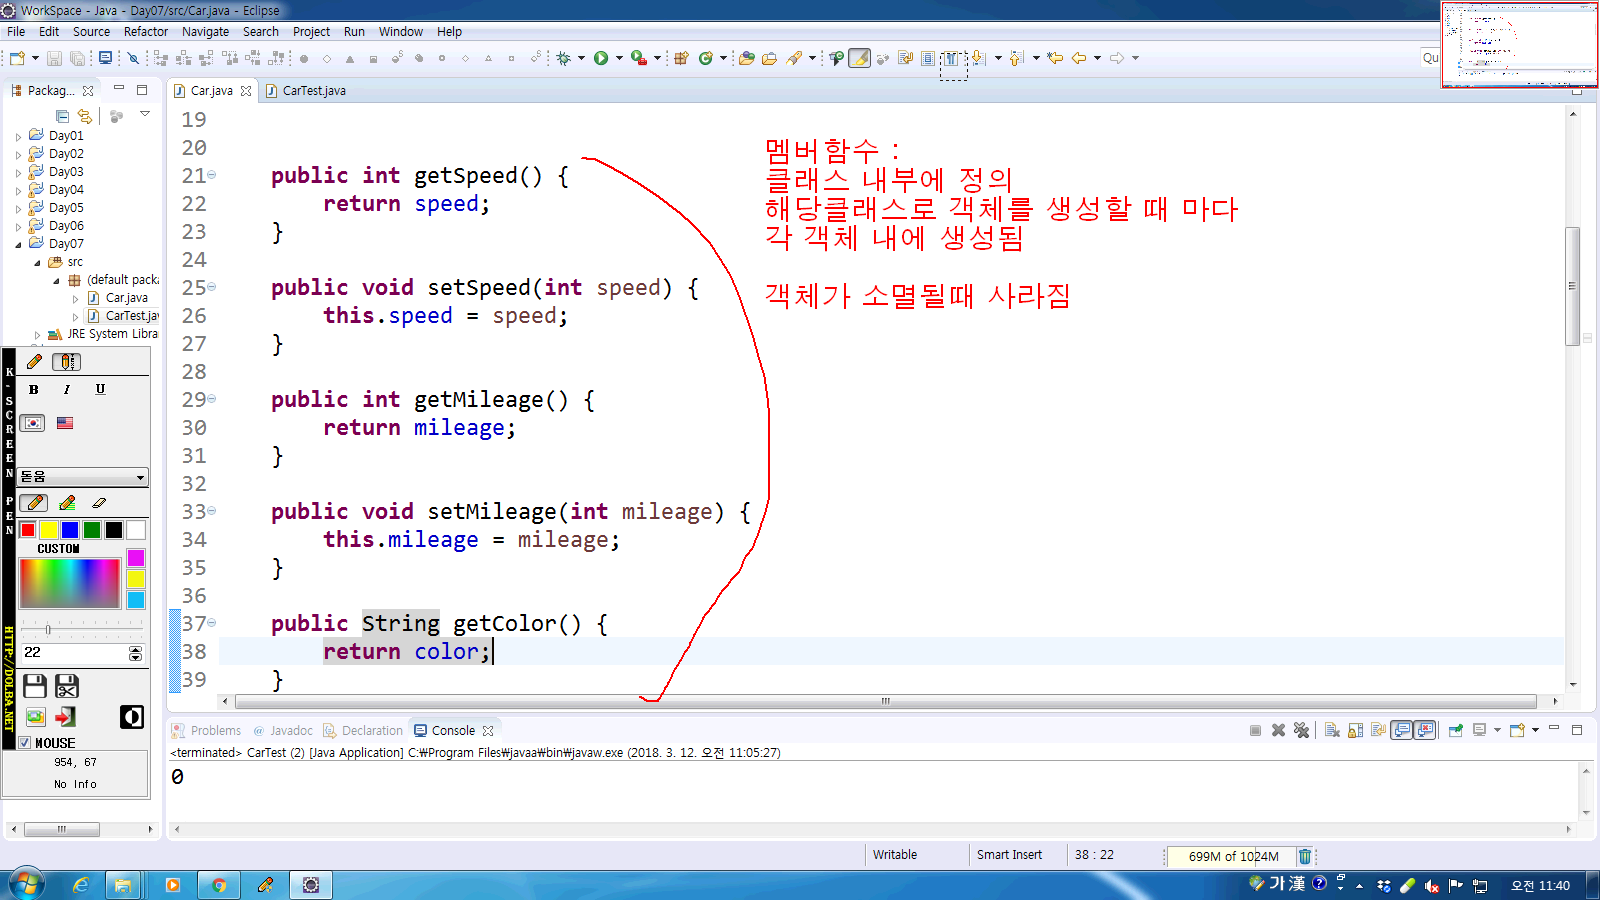 WorkSpace - Java - Day07/src/Car.java - Eclipse
File Edit Source Refactor Navigate Search Project Run Window Help
Qu
Packag...
Car.java
CarTest.java
Day01
Day02
Day03
Day04
Day05
Day06
Day07
src
(default packa
Car.java
CarTest.jav
JRE System Libra
19
20
21 public int getSpeed() {
22 return speed;
23 }
24
25 public void setSpeed(int speed) {
26 this.speed = speed;
27 }
28
29 public int getMileage() {
30 return mileage;
31 }
32
33 public void setMileage(int mileage) {
34 this.mileage = mileage;
35 }
36
37 public String getColor() {
38 return color;
39 }
멤버함수 :
클래스 내부에 정의
해당클래스로 객체를 생성할 때 마다
각 객체 내에 생성됨
객체가 소멸될때 사라짐
K-SCREEN PEN
HTTP://DOLBA.NET
B I U
돋움
CUSTOM
22
MOUSE
954, 67
No Info
Problems
@ Javadoc
Declaration
Console
<terminated> CarTest (2) [Java Application] C:₩Program Files₩javaa₩bin₩javaw.exe (2018. 3. 12. 오전 11:05:27)
0
Writable
Smart Insert
38 : 22
699M of 1024M
가 漢
오전 11:40